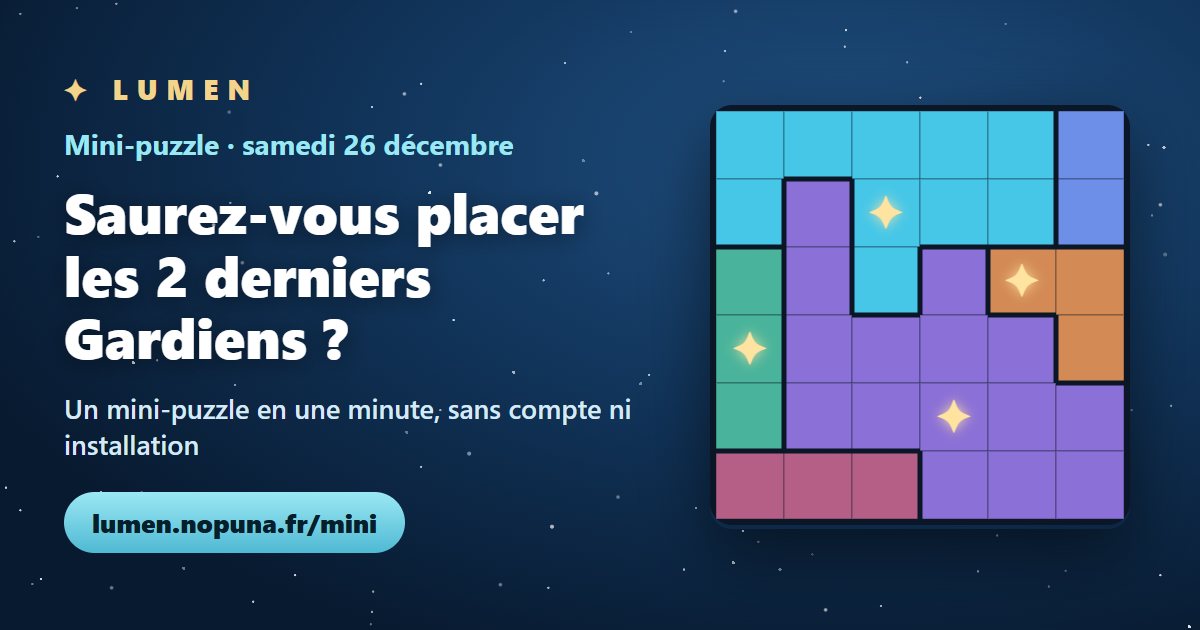 LUMEN
Mini-puzzle · samedi 26 décembre
Saurez-vous placer
les 2 derniers
Gardiens ?
Un mini-puzzle en une minute, sans compte ni
installation
lumen.nopuna.fr/mini